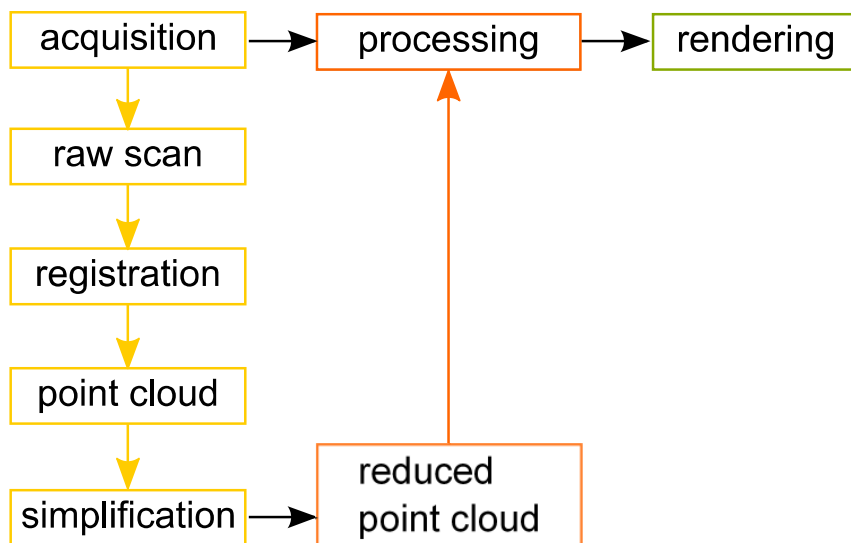 acquisition
processing
rendering
raw scan
registration
point cloud
simplification
reduced
point cloud